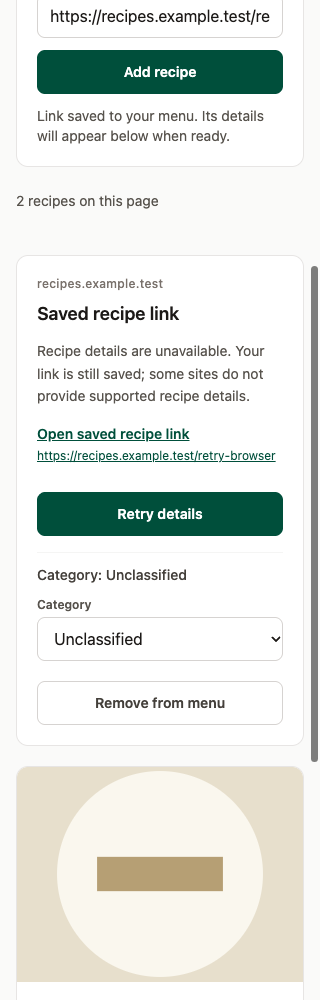 https://recipes.example.test/re
Add recipe
Link saved to your menu. Its details
will appear below when ready.
2 recipes on this page
recipes.example.test
Saved recipe link
Recipe details are unavailable. Your
link is still saved; some sites do not
provide supported recipe details.
Open saved recipe link
https://recipes.example.test/retry-browser
Retry details
Category: Unclassified
Category
Unclassified
Remove from menu